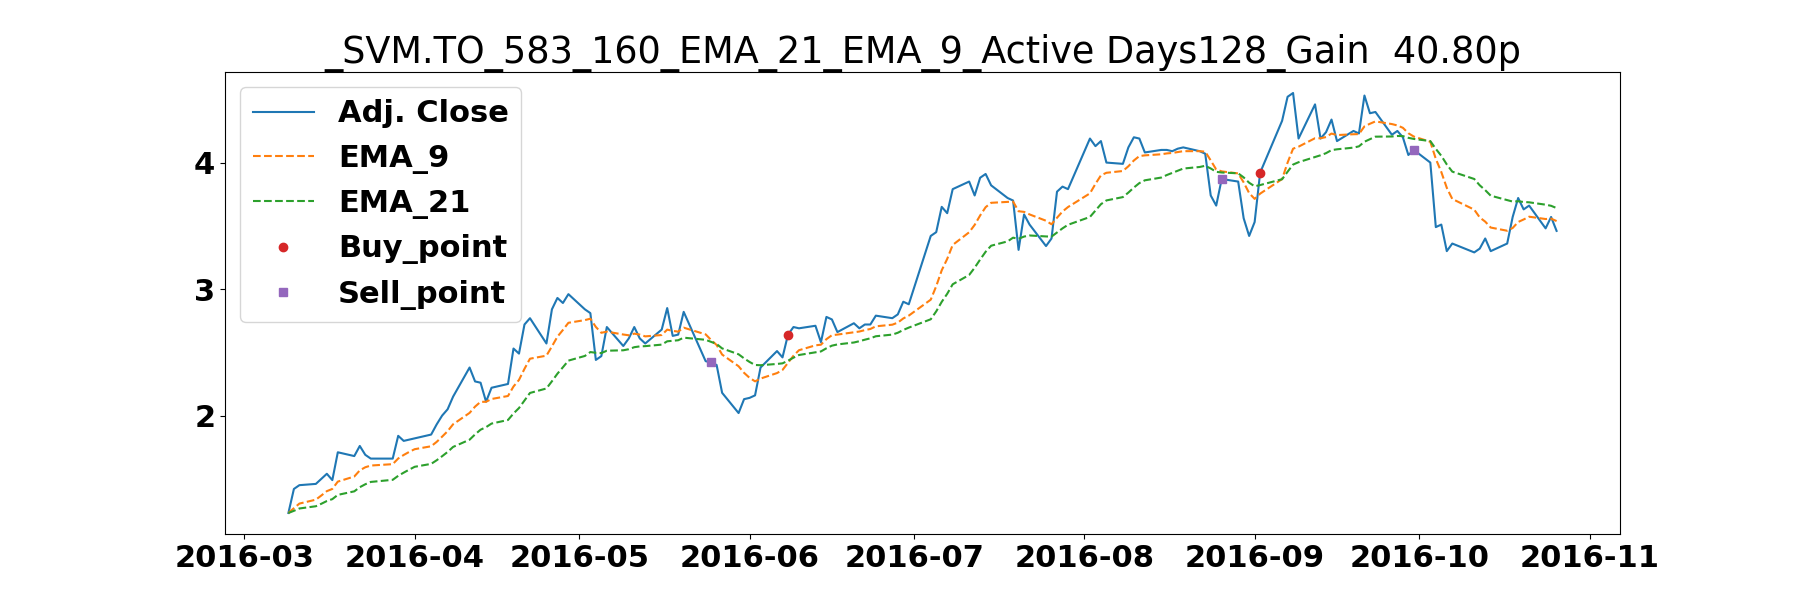 _SVM.TO_583_160_EMA_21_EMA_9_Active Days128_Gain  40.80p
Adj. Close
EMA_9
EMA_21
Buy_point
Sell_point
4
3
2
2016-03 2016-04 2016-05 2016-06 2016-07 2016-08 2016-09 2016-10 2016-11